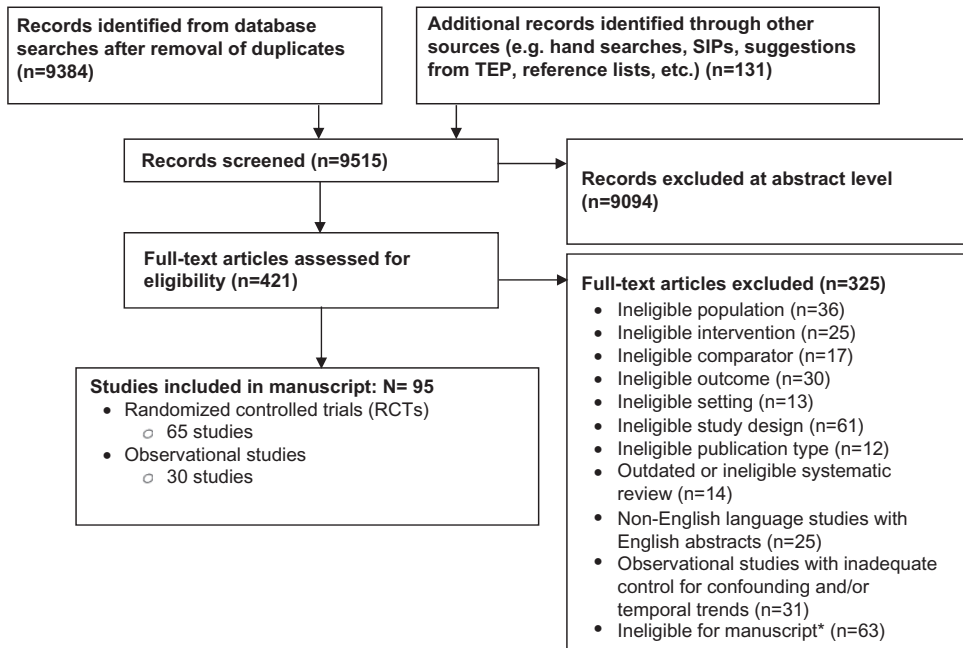 Records identified from database
searches after removal of duplicates
(n=9384)
Additional records identified through other
sources (e.g. hand searches, SIPs, suggestions
from TEP, reference lists, etc.) (n=131)
Records screened (n=9515)
Records excluded at abstract level
(n=9094)
Full-text articles assessed for
eligibility (n=421)
Full-text articles excluded (n=325)
• Ineligible population (n=36)
• Ineligible intervention (n=25)
• Ineligible comparator (n=17)
• Ineligible outcome (n=30)
• Ineligible setting (n=13)
• Ineligible study design (n=61)
• Ineligible publication type (n=12)
• Outdated or ineligible systematic
review (n=14)
• Non-English language studies with
English abstracts (n=25)
• Observational studies with inadequate
control for confounding and/or
temporal trends (n=31)
• Ineligible for manuscript* (n=63)
Studies included in manuscript: N= 95
• Randomized controlled trials (RCTs)
o 65 studies
• Observational studies
o 30 studies